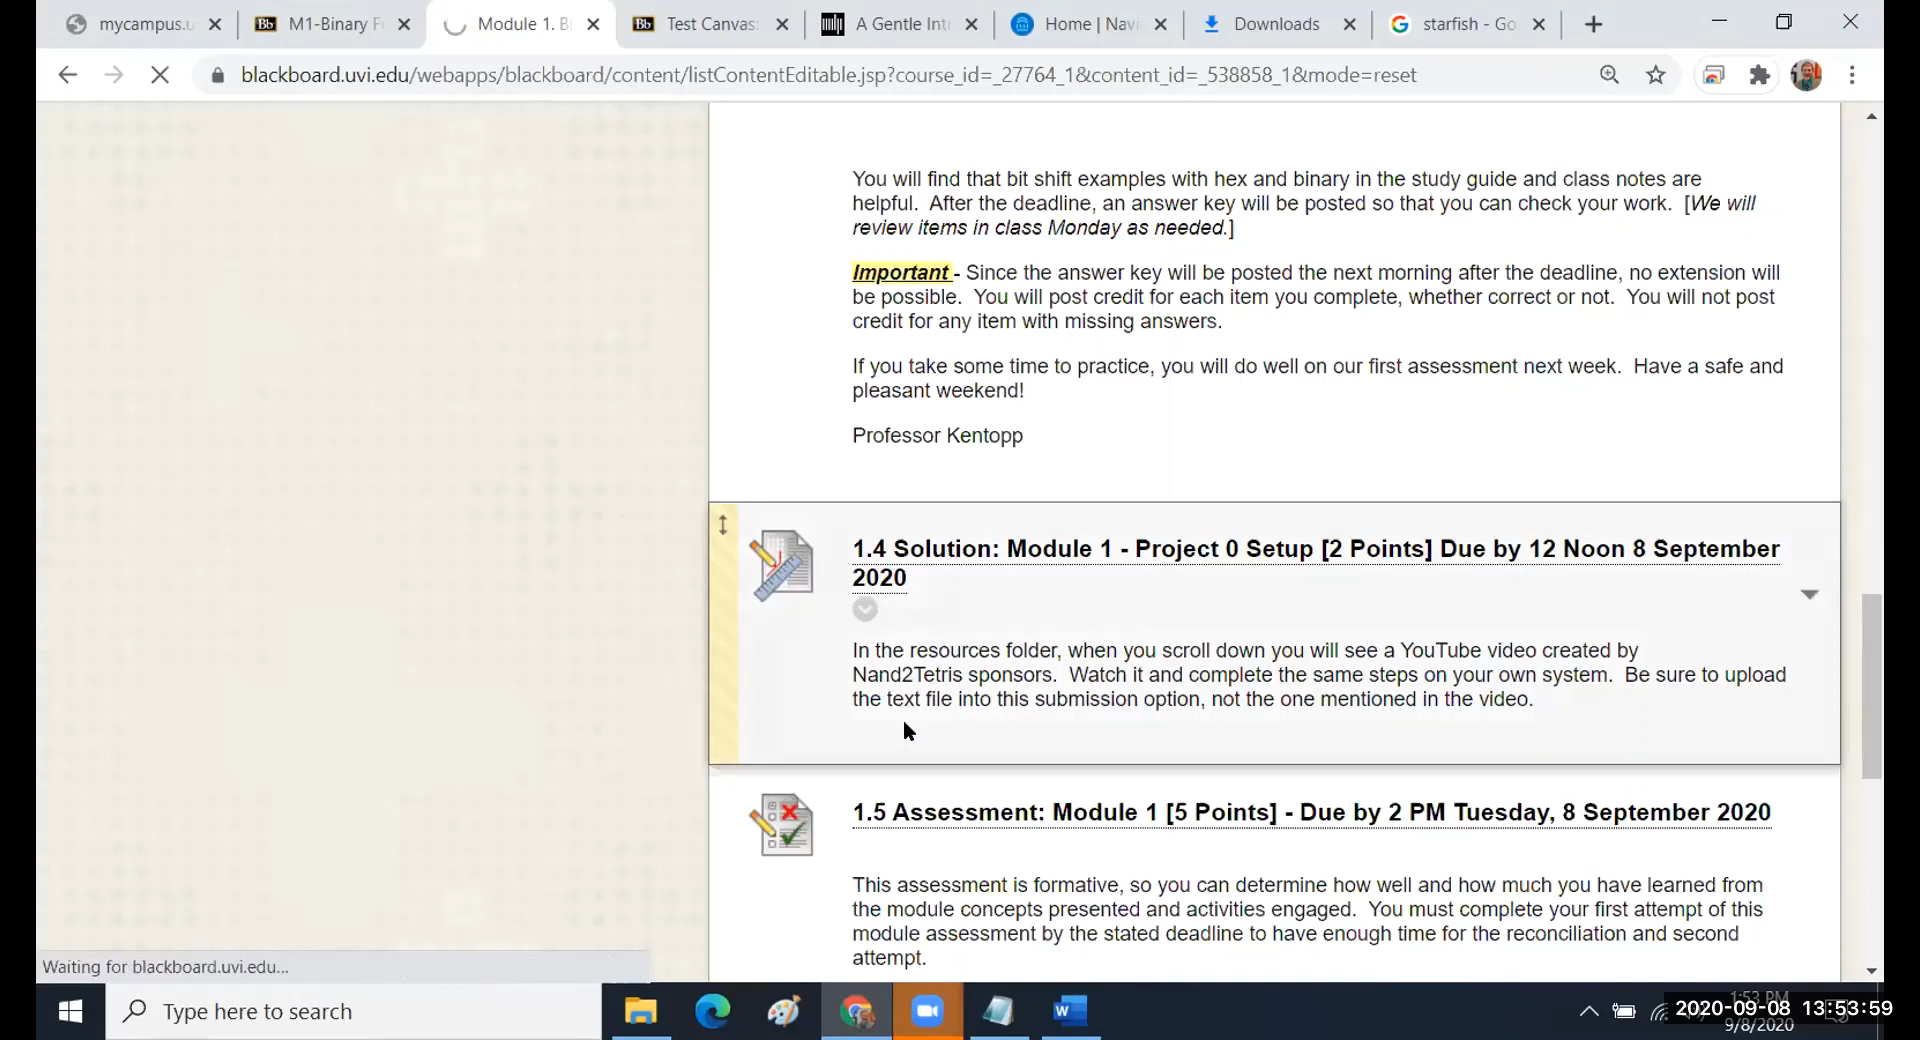 mycampus.u
M1-Binary F
Module 1. B
Test Canvas:
A Gentle Int
Home | Navi
Downloads
starfish - Go
blackboard.uvi.edu/webapps/blackboard/content/listContentEditable.jsp?course_id=_27764_1&content_id=_538858_1&mode=reset
You will find that bit shift examples with hex and binary in the study guide and class notes are
helpful.  After the deadline, an answer key will be posted so that you can check your work.  [We will
review items in class Monday as needed.]
Important - Since the answer key will be posted the next morning after the deadline, no extension will
be possible.  You will post credit for each item you complete, whether correct or not.  You will not post
credit for any item with missing answers.
If you take some time to practice, you will do well on our first assessment next week.  Have a safe and
pleasant weekend!
Professor Kentopp
1.4 Solution: Module 1 - Project 0 Setup [2 Points] Due by 12 Noon 8 September
2020
In the resources folder, when you scroll down you will see a YouTube video created by
Nand2Tetris sponsors.  Watch it and complete the same steps on your own system.  Be sure to upload
the text file into this submission option, not the one mentioned in the video.
1.5 Assessment: Module 1 [5 Points] - Due by 2 PM Tuesday, 8 September 2020
This assessment is formative, so you can determine how well and how much you have learned from
the module concepts presented and activities engaged.  You must complete your first attempt of this
module assessment by the stated deadline to have enough time for the reconciliation and second
attempt.
Waiting for blackboard.uvi.edu...
Type here to search
1:53 PM
2020-09-08 13:53:59
9/8/2020